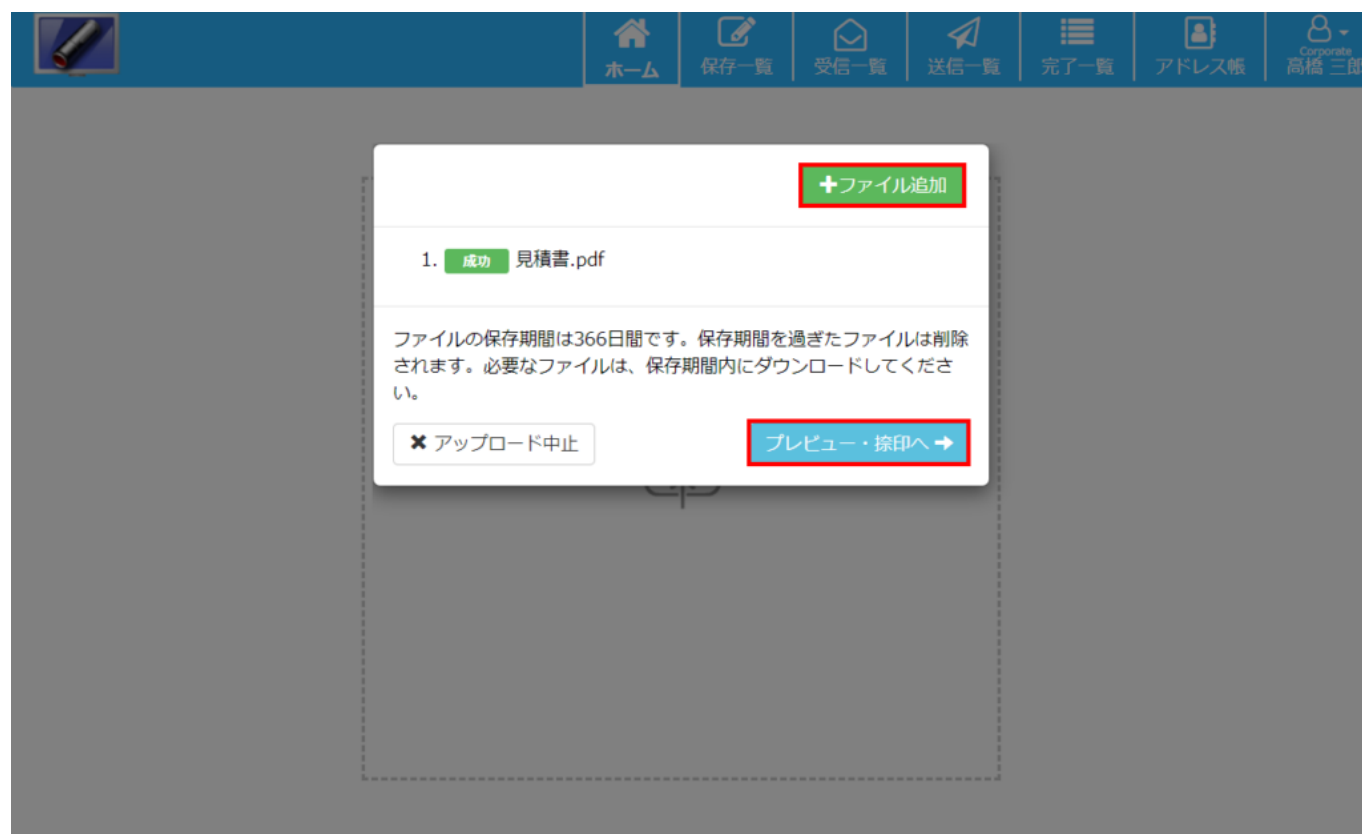 ホーム
保存一覧
受信一覧
送信一覧
完了一覧
アドレス帳
Corporate
高橋 三郎
ファイル追加
1. 成功 見積書.pdf
ファイルの保存期間は366日間です。保存期間を過ぎたファイルは削除
されます。必要なファイルは、保存期間内にダウンロードしてくださ
い。
アップロード中止
プレビュー・捺印へ